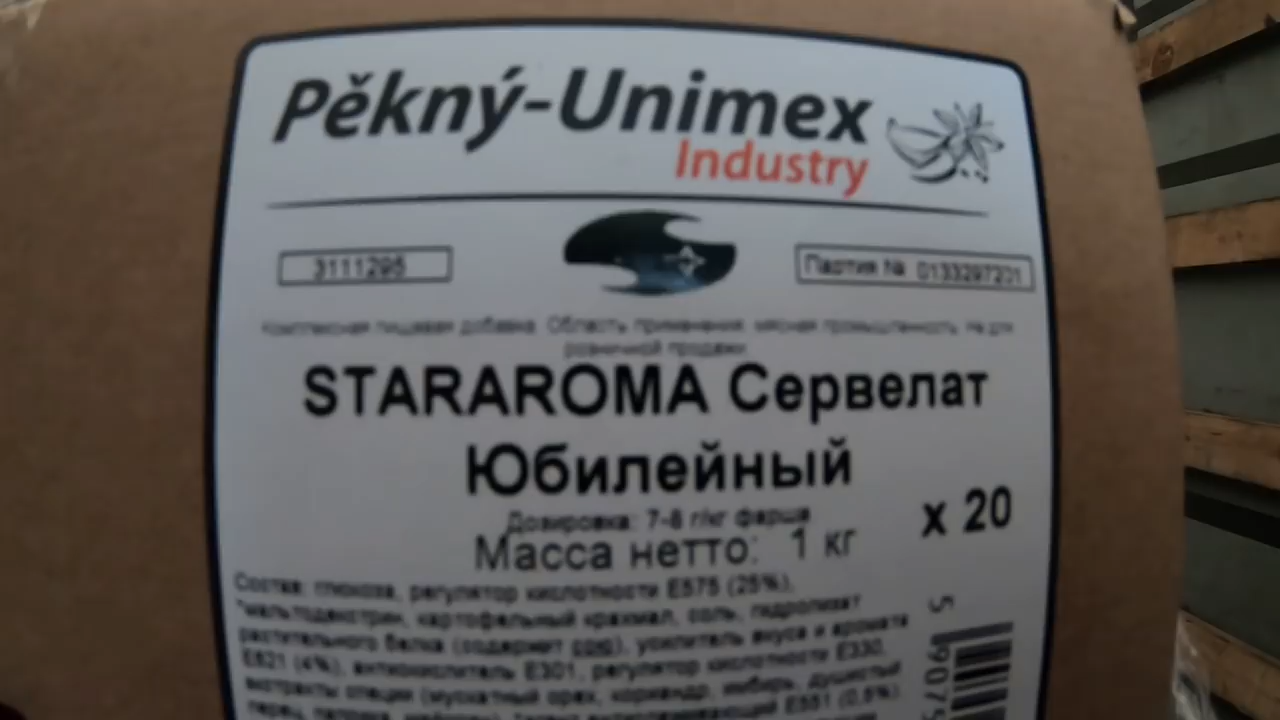 Pěkný-Unimex
Industry
3111295
Партия № 0133297201
Комплексная пищевая добавка. Область применения: мясная промышленность. Не для
розничной продажи
STARAROMA Сервелат
Юбилейный
Дозировка: 7-8 г/кг фарша
x 20
Масса нетто: 1 кг
Состав: глюкоза, регулятор кислотности Е575 (25%),
*мальтодекстрин, картофельный крахмал, соль, гидролизат
растительного белка (содержит сою), усилитель вкуса и аромата
Е621 (4%), антиокислитель Е301, регулятор кислотности Е330,
экстракты специй (мускатный орех, кориандр, имбирь, душистый
перец, Е551 (0,8%)
5 9075